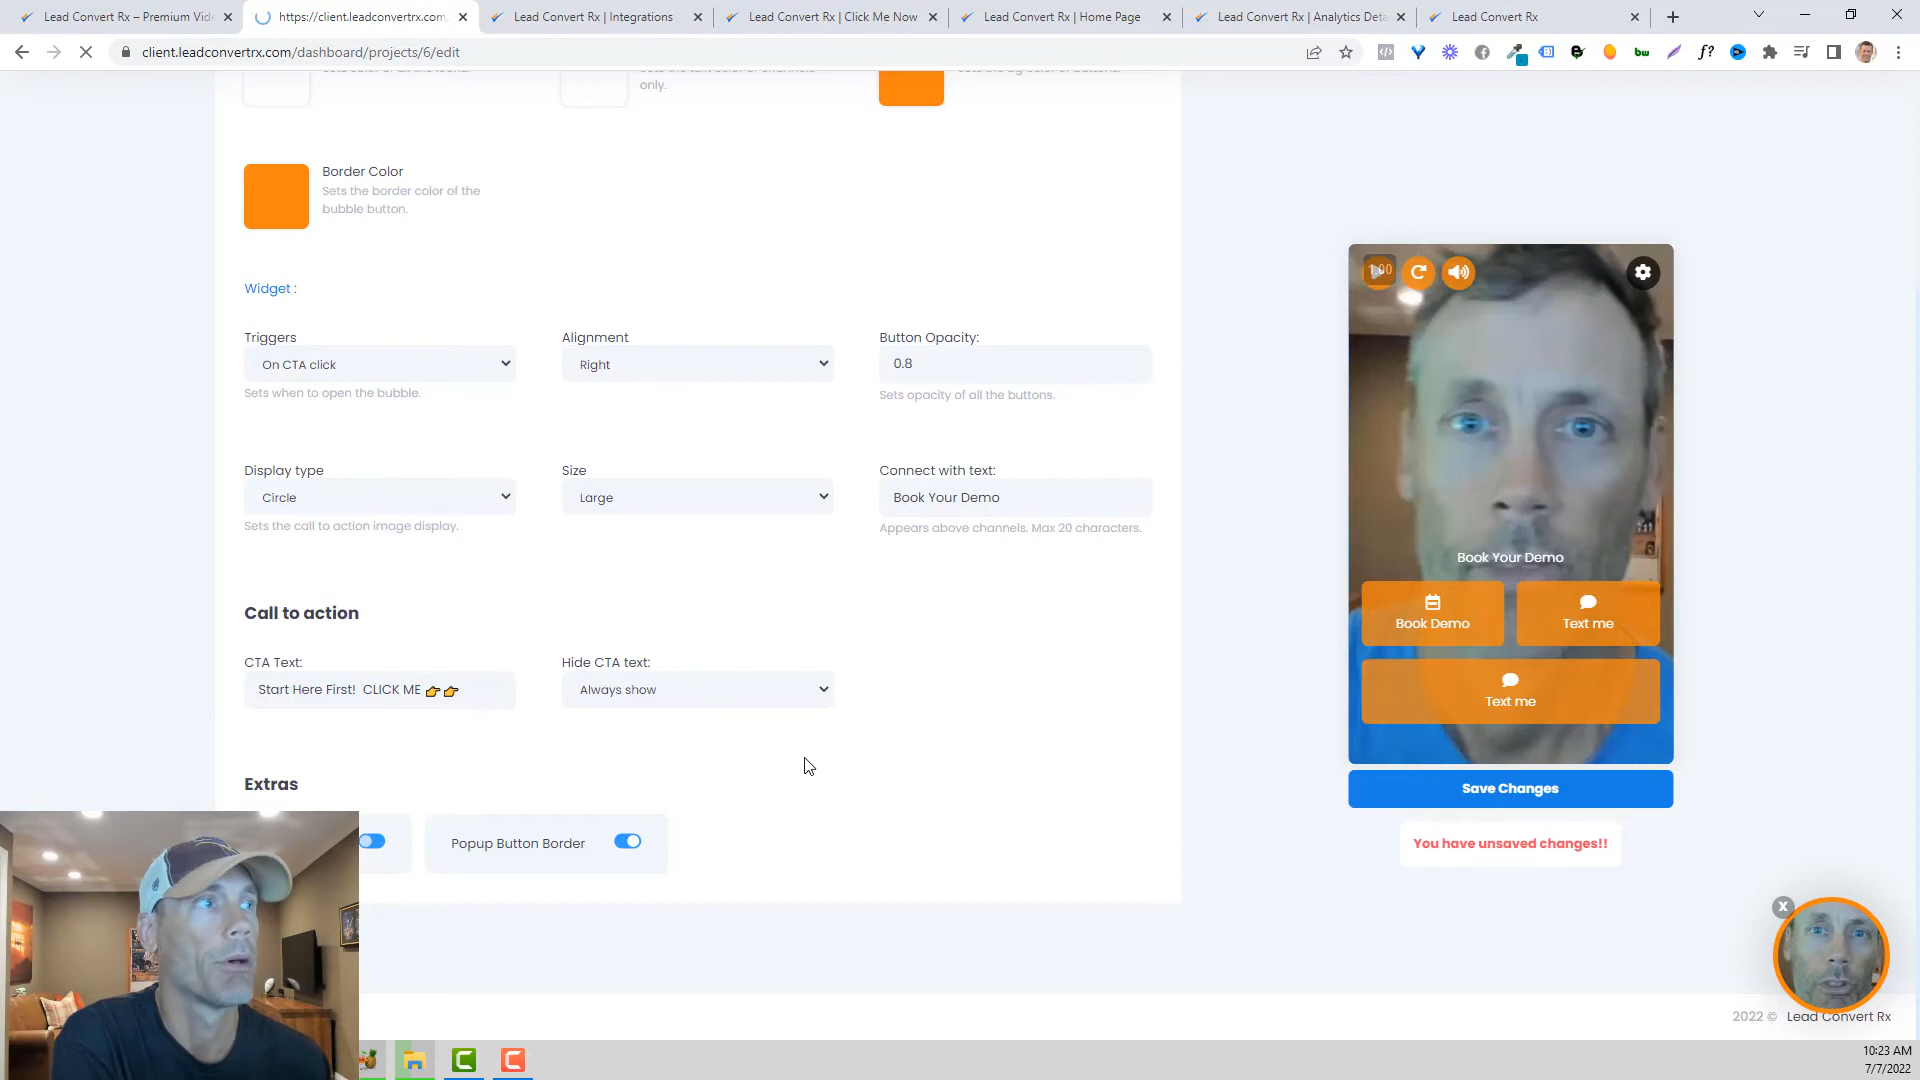 Lead Convert Rx – Premium Vid
https://client.leadconvertrx.com
Lead Convert Rx | Integrations
Lead Convert Rx | Click Me Now
Lead Convert Rx | Home Page
Lead Convert Rx | Analytics Deta
Lead Convert Rx
client.leadconvertrx.com/dashboard/projects/6/edit
only.
Border Color
Sets the border color of the
bubble button.
Widget :
Triggers
Alignment
Button Opacity:
On CTA click
Right
0.8
Sets when to open the bubble.
Sets opacity of all the buttons.
Display type
Size
Connect with text:
Circle
Large
Book Your Demo
Sets the call to action image display.
Appears above channels. Max 20 characters.
Call to action
CTA Text:
Hide CTA text:
Start Here First! CLICK ME 👉👉
Always show
Extras
Popup Button Border
1.00
Book Your Demo
Book Demo
Text me
Text me
Save Changes
You have unsaved changes!!
X
2022 © Lead Convert Rx
10:23 AM
7/7/2022